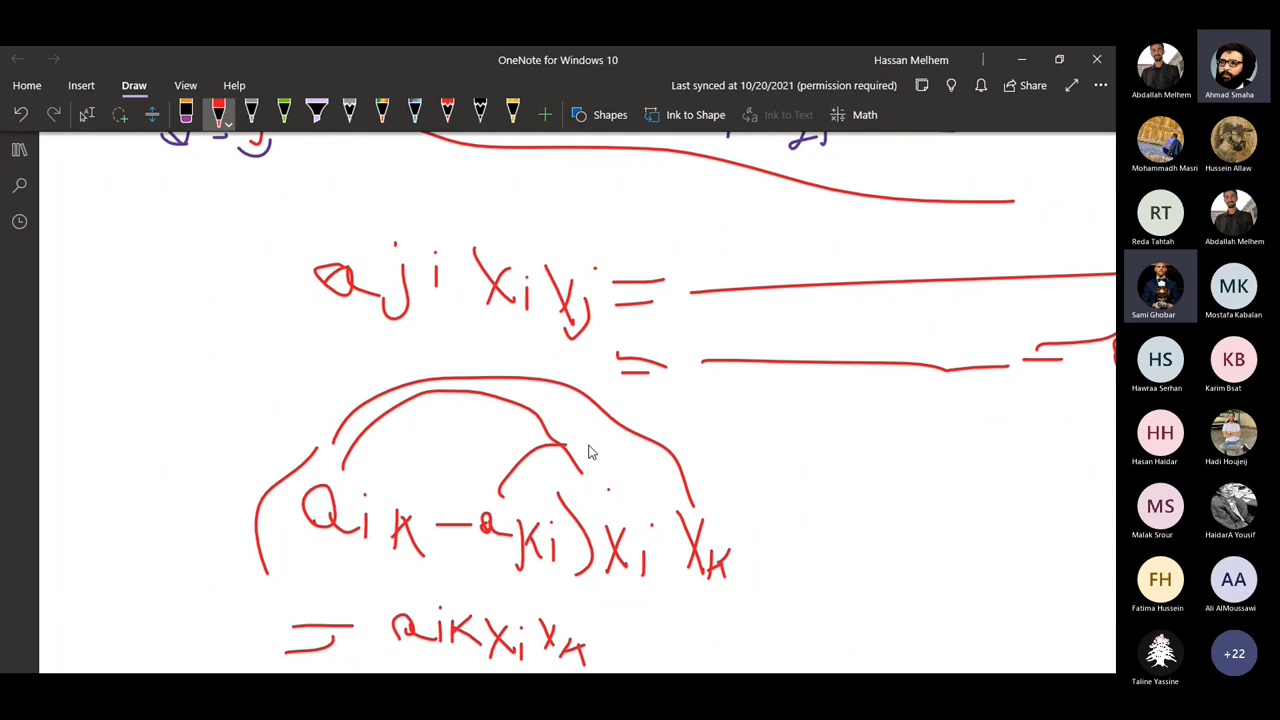 OneNote for Windows 10
Hassan Melhem
Home Insert Draw View Help
Last synced at 10/20/2021 (permission required)
Share
Shapes
Ink to Shape
Ink to Text
Math
aji xi xj =
=
(aik - aki) xi xk
= aik xi xk
Abdallah Melhem
Ahmad Smaha
Mohammadh Masri
Hussein Allaw
RT
Reda Tahtah
Abdallah Melhem
Sami Ghobar
MK
Mostafa Kabalan
HS
Hawraa Serhan
KB
Karim Bsat
HH
Hasan Haidar
Hadi Houjeij
MS
Malak Srour
HaidarA Yousif
FH
Fatima Hussein
AA
Ali AlMoussawi
Taline Yassine
+22